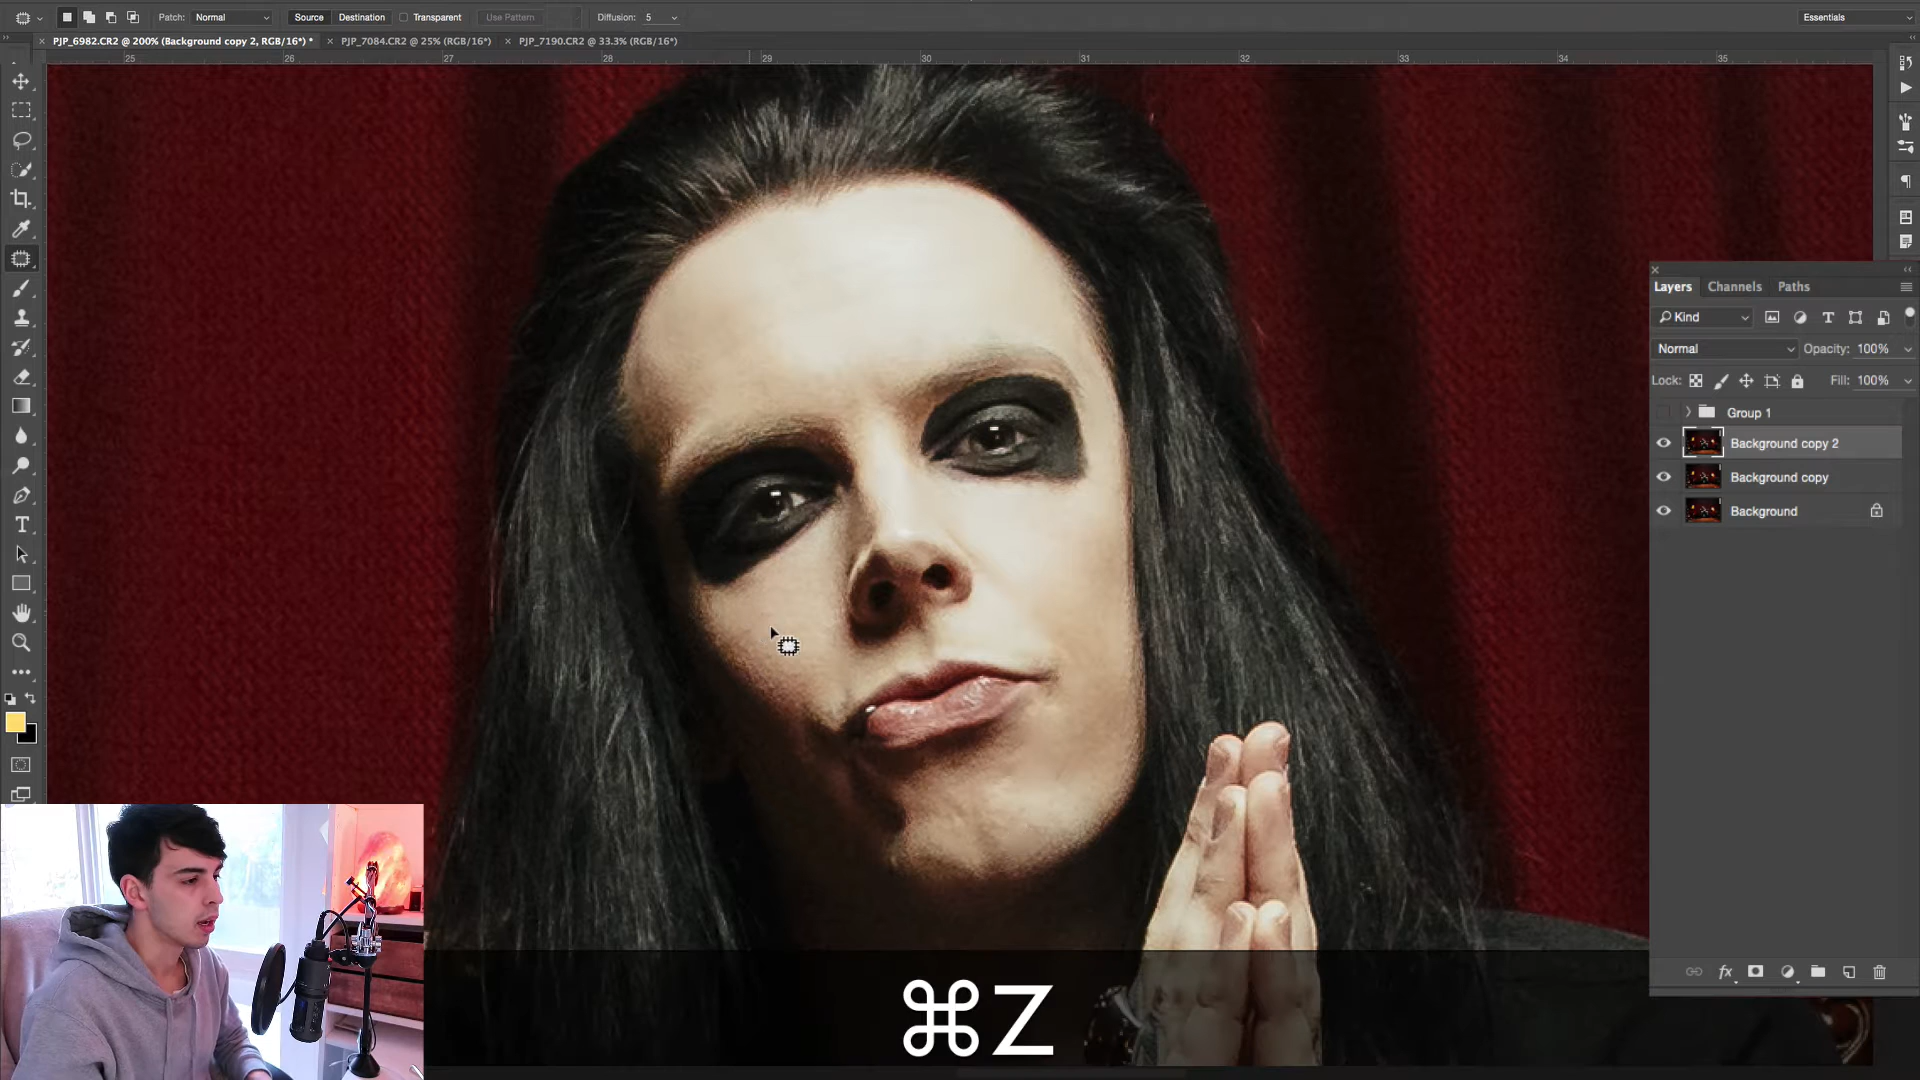 Patch: Normal Source Destination Transparent Use Pattern Diffusion: 5 Essentials
× PJP_6982.CR2 @ 200% (Background copy 2, RGB/16*) * × PJP_7084.CR2 @ 25% (RGB/16*) × PJP_7190.CR2 @ 33.3% (RGB/16*)
25 26 27 28 29 30 31 32 33 34 35
Layers Channels Paths
Kind
Normal Opacity: 100%
Lock: Fill: 100%
Group 1
Background copy 2
Background copy
Background
fx
⌘Z